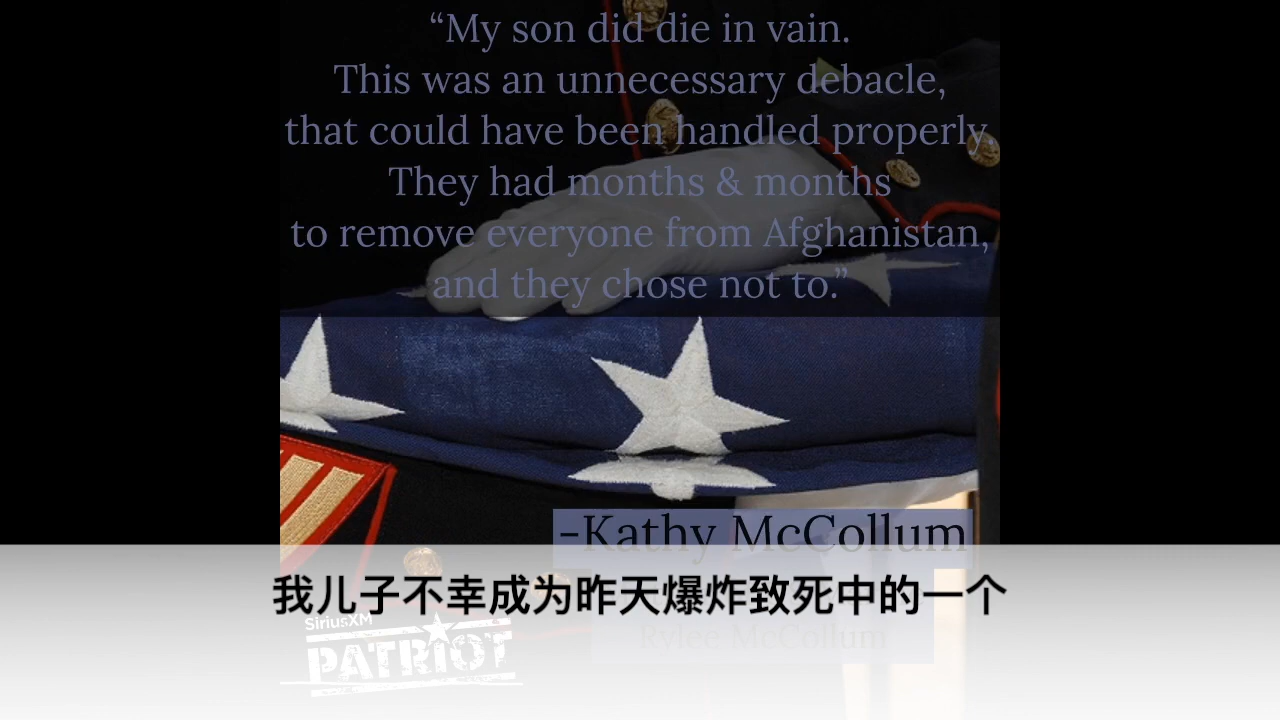 “My son did die in vain.
This was an unnecessary debacle,
that could have been handled properly
They had months & months
to remove everyone from Afghanistan,
and they chose not to.”
-Kathy McCollum
我儿子不幸成为昨天爆炸致死中的一个
SiriusXM
Rylee McCollum
PATRIOT